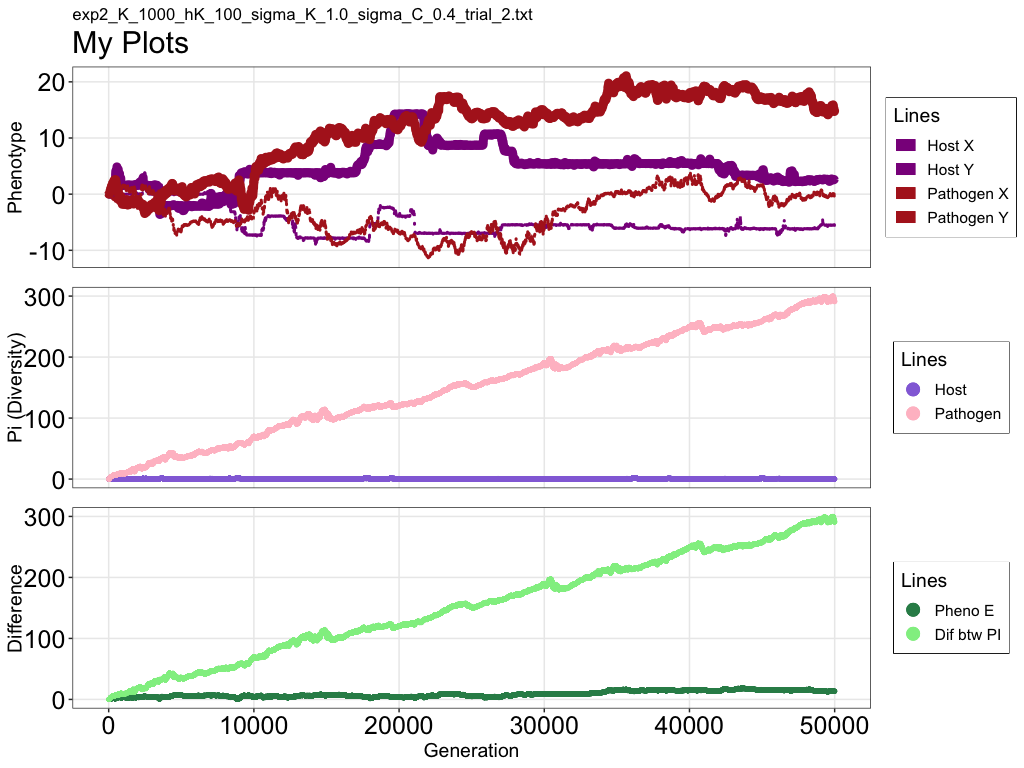 exp2_K_1000_hK_100_sigma_K_1.0_sigma_C_0.4_trial_2.txt
My Plots
Phenotype
20
10
0
-10
Lines
Host X
Host Y
Pathogen X
Pathogen Y
Pi (Diversity)
300
200
100
0
Lines
Host
Pathogen
Difference
300
200
100
0
Lines
Pheno E
Dif btw PI
0 10000 20000 30000 40000 50000
Generation